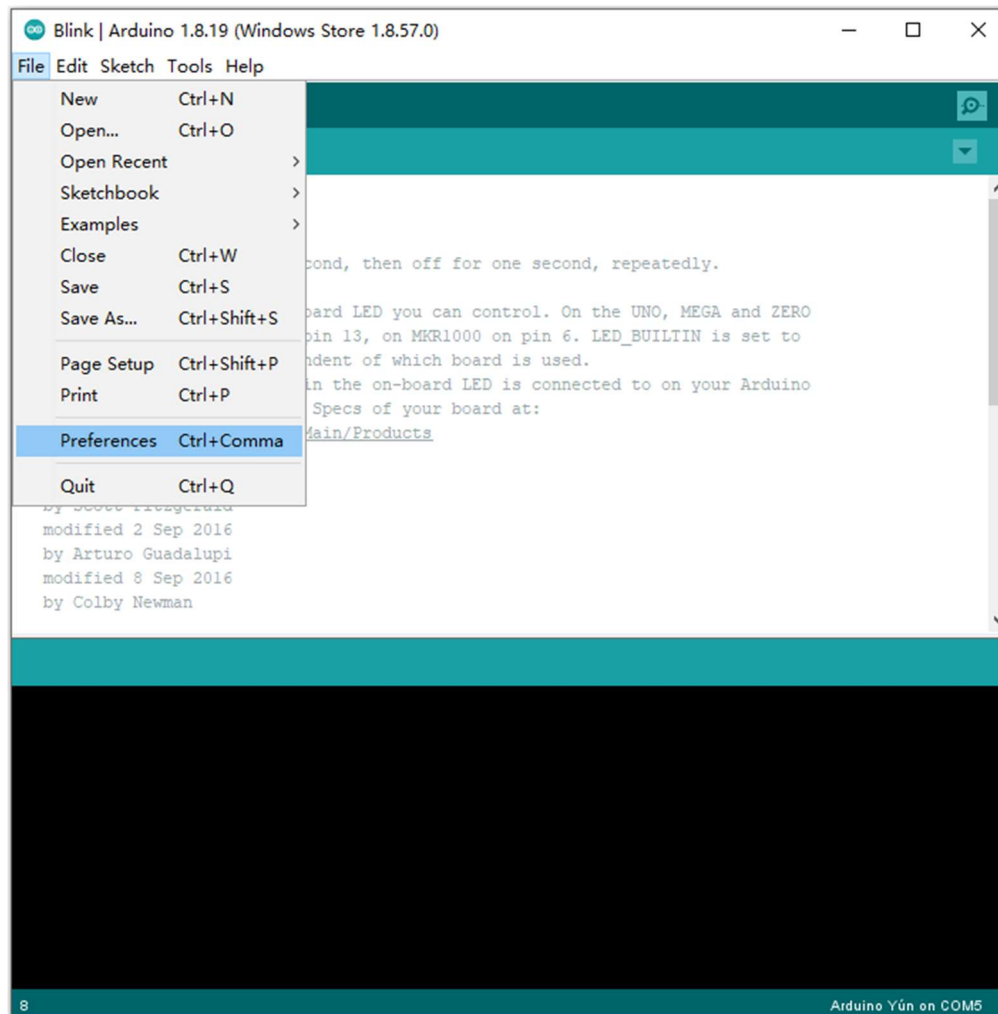 Blink | Arduino 1.8.19 (Windows Store 1.8.57.0)
File Edit Sketch Tools Help
New Ctrl+N
Open... Ctrl+O
Open Recent
Sketchbook
Examples
Close Ctrl+W
Save Ctrl+S
Save As... Ctrl+Shift+S
Page Setup Ctrl+Shift+P
Print Ctrl+P
Preferences Ctrl+Comma
Quit Ctrl+Q
cond, then off for one second, repeatedly.
oard LED you can control. On the UNO, MEGA and ZERO
pin 13, on MKR1000 on pin 6. LED_BUILTIN is set to
ndent of which board is used.
in the on-board LED is connected to on your Arduino
Specs of your board at:
Main/Products
by Scott Fitzgerald
modified 2 Sep 2016
by Arturo Guadalupi
modified 8 Sep 2016
by Colby Newman
8
Arduino Yún on COM5